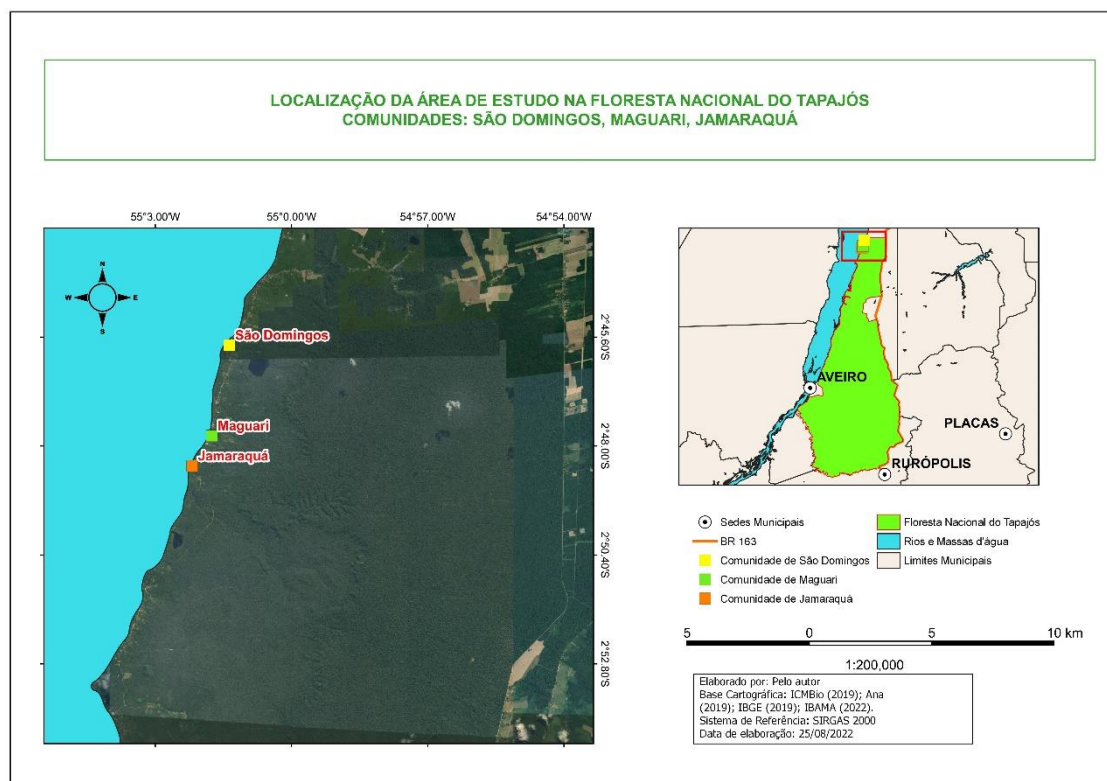 LOCALIZAÇÃO DA ÁREA DE ESTUDO NA FLORESTA NACIONAL DO TAPAJÓS
COMUNIDADES: SÃO DOMINGOS, MAGUARI, JAMARAQUÁ
55°3.00'W
55°0.00'W
54°57.00'W
54°54.00'W
N
W
E
S
São Domingos
Maguari
Jamaraquá
2°45.60'S
2°48.00'S
2°50.40'S
2°52.80'S
AVEIRO
PLACAS
RURÓPOLIS
Sedes Municipais
BR 163
Comunidade de São Domingos
Comunidade de Maguari
Comunidade de Jamaraquá
Floresta Nacional do Tapajós
Rios e Massas d'água
Límites Municipais
5 0 5 10 km
1:200,000
Elaborado por: Pelo autor
Base Cartográfica: ICMBio (2019); Ana
(2019); IBGE (2019); IBAMA (2022).
Sistema de Referência: SIRGAS 2000
Data de elaboração: 25/08/2022